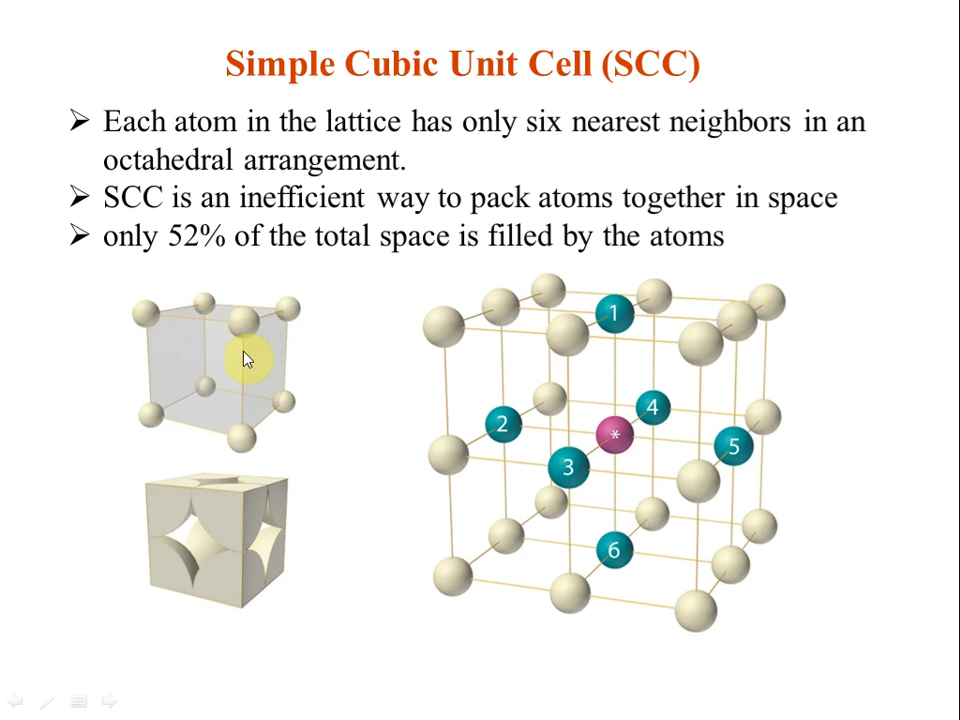 Simple Cubic Unit Cell (SCC)
➢ Each atom in the lattice has only six nearest neighbors in an
octahedral arrangement.
➢ SCC is an inefficient way to pack atoms together in space
➢ only 52% of the total space is filled by the atoms
1
4
2
*
5
3
6